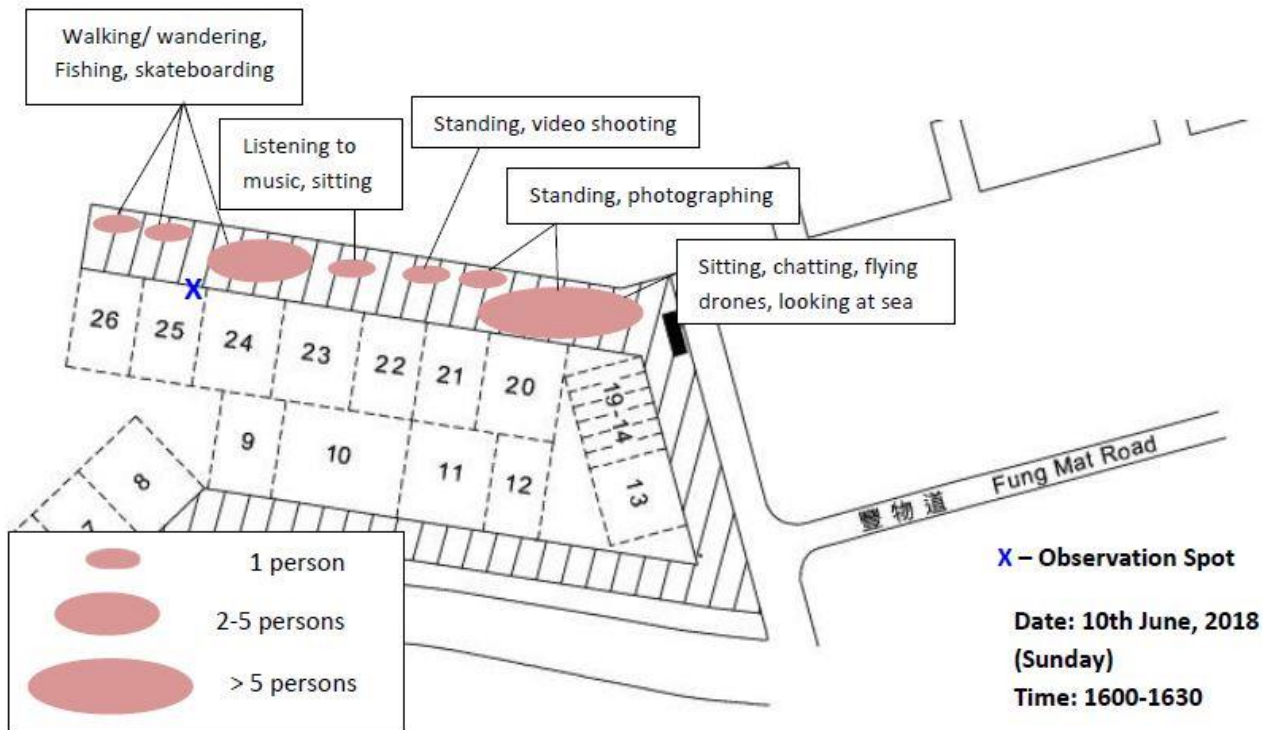 Walking/ wandering,
Fishing, skateboarding
Listening to
music, sitting
Standing, video shooting
Standing, photographing
Sitting, chatting, flying
drones, looking at sea
X
26
25
24
23
22
21
20
19-14
13
9
10
11
12
8
豐物道 Fung Mat Road
1 person
2-5 persons
> 5 persons
X – Observation Spot
Date: 10th June, 2018
(Sunday)
Time: 1600-1630